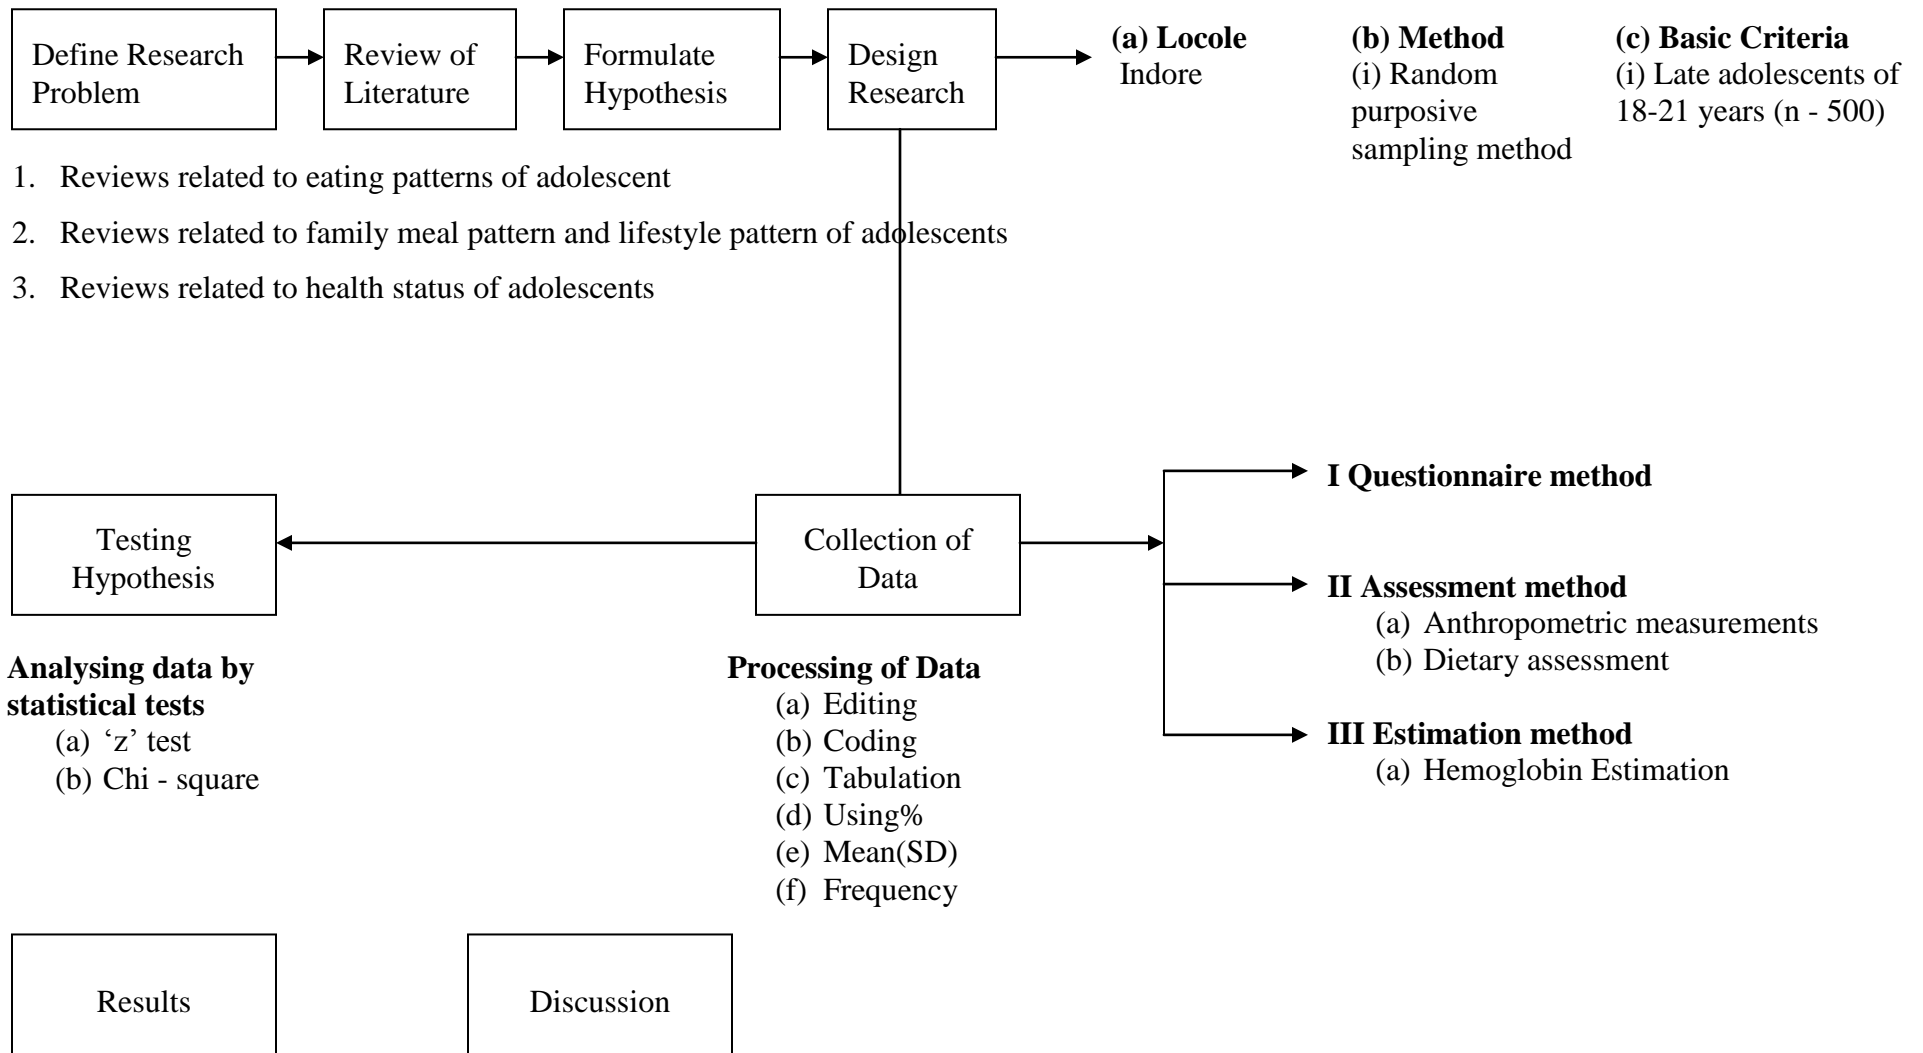 Define Research
Problem
Review of
Literature
Formulate
Hypothesis
Design
Research
(a) Locole
Indore
(b) Method
(i) Random
purposive
sampling method
(c) Basic Criteria
(i) Late adolescents of
18-21 years (n - 500)
1. Reviews related to eating patterns of adolescent
2. Reviews related to family meal pattern and lifestyle pattern of adolescents
3. Reviews related to health status of adolescents
Testing
Hypothesis
Collection of
Data
I Questionnaire method
II Assessment method
(a) Anthropometric measurements
(b) Dietary assessment
III Estimation method
(a) Hemoglobin Estimation
Analysing data by
statistical tests
(a) ‘z’ test
(b) Chi - square
Processing of Data
(a) Editing
(b) Coding
(c) Tabulation
(d) Using%
(e) Mean(SD)
(f) Frequency
Results
Discussion